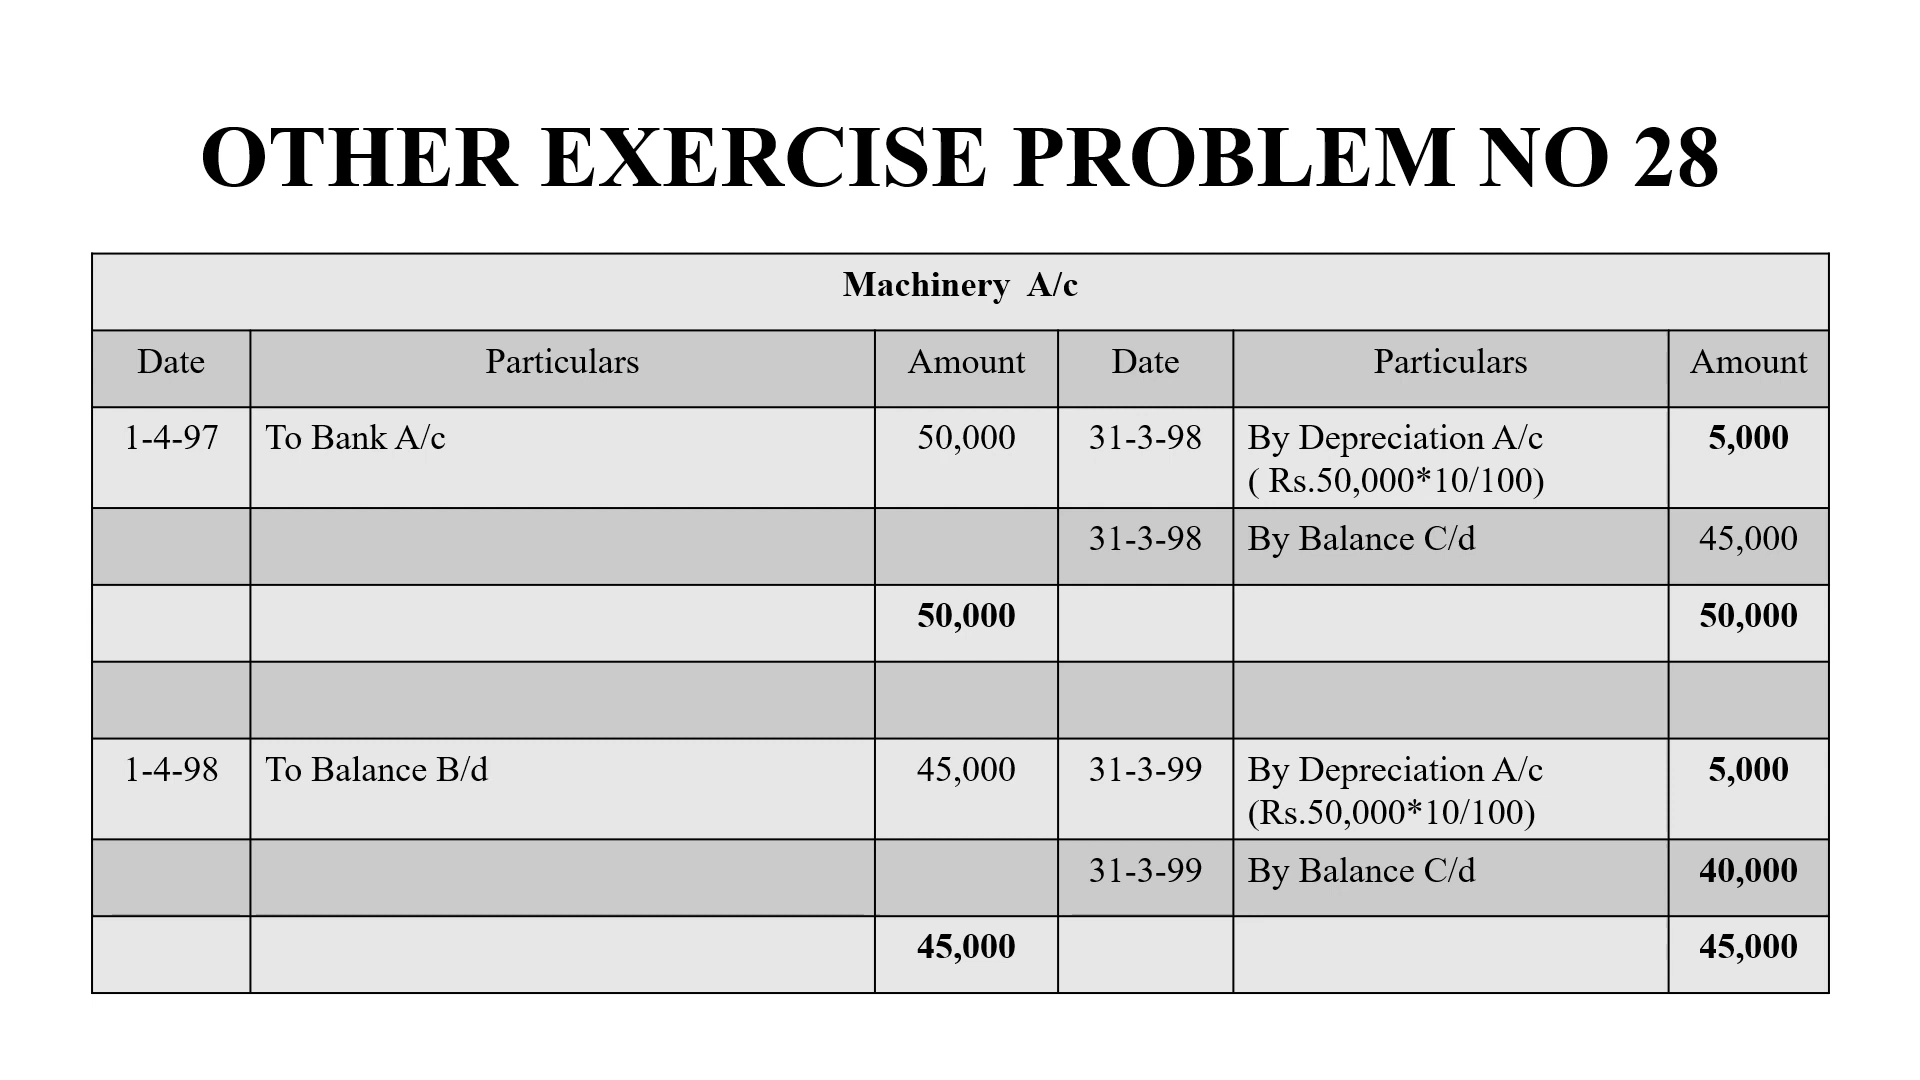 OTHER EXERCISE PROBLEM NO 28
Machinery A/c
Date Particulars Amount Date Particulars Amount
1-4-97 To Bank A/c 50,000 31-3-98 By Depreciation A/c 5,000
( Rs.50,000*10/100)
31-3-98 By Balance C/d 45,000
50,000 50,000
1-4-98 To Balance B/d 45,000 31-3-99 By Depreciation A/c 5,000
(Rs.50,000*10/100)
31-3-99 By Balance C/d 40,000
45,000 45,000